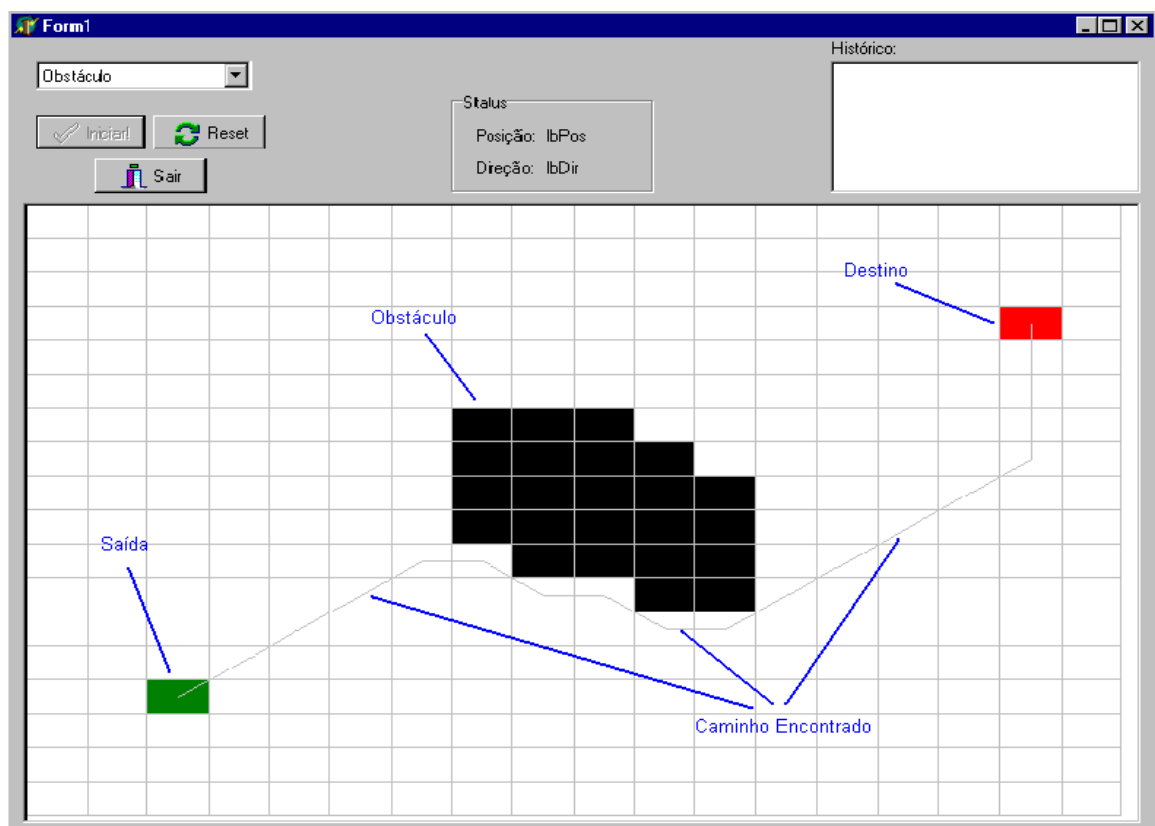 Form1
Histórico:
Obstáculo
Status
Iniciar!
Reset
Posição: lbPos
Sair
Direção: lbDir
Destino
Obstáculo
Saída
Caminho Encontrado